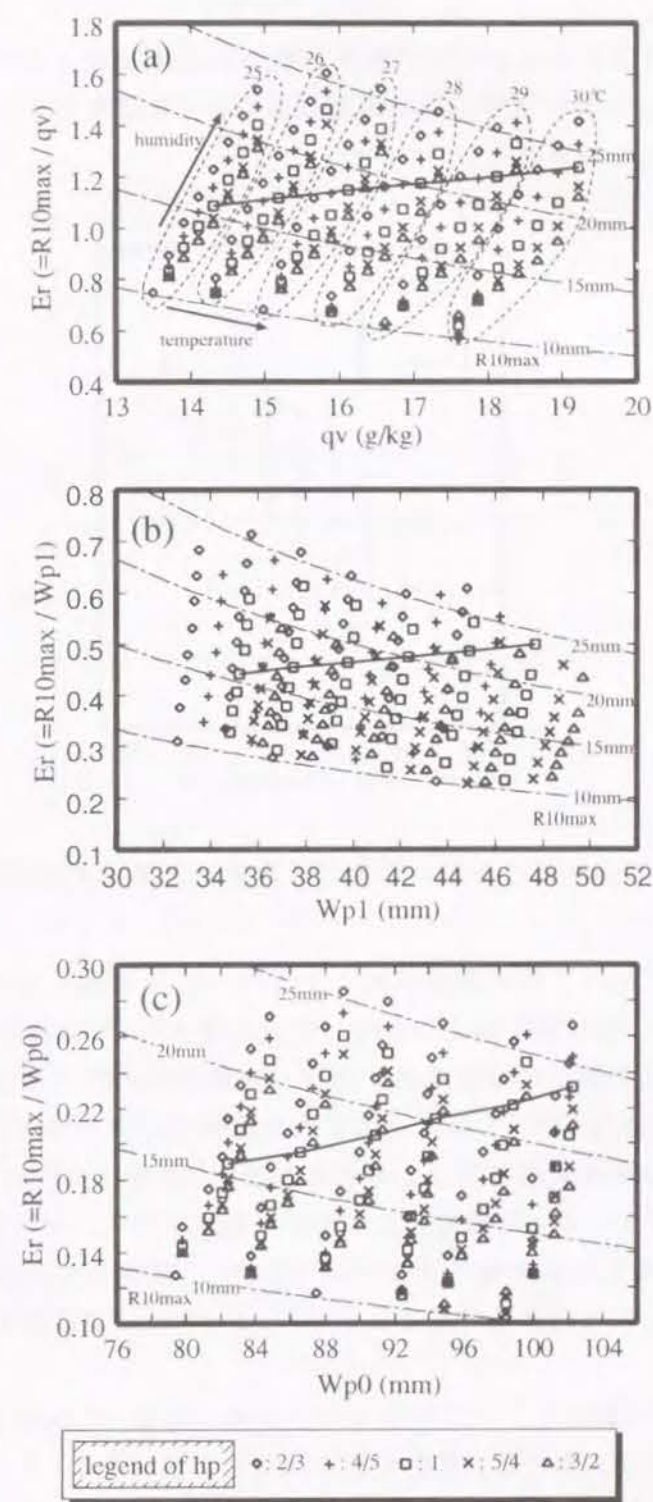 (a)
Er (=R10max / qv)
1.8
1.6
1.4
1.2
1.0
0.8
0.6
0.4
25
26
27
28
29
30℃
humidity
temperature
25mm
20mm
15mm
10mm
R10max
13 14 15 16 17 18 19 20
qv (g/kg)
(b)
Er (=R10max / Wp1)
0.8
0.7
0.6
0.5
0.4
0.3
0.2
0.1
25mm
20mm
15mm
10mm
R10max
30 32 34 36 38 40 42 44 46 48 50 52
Wp1 (mm)
(c)
Er (=R10max / Wp0)
0.30
0.26
0.22
0.18
0.14
0.10
25mm
20mm
15mm
10mm
R10max
76 80 84 88 92 96 100 104
Wp0 (mm)
legend of hp ◇: 2/3 +: 4/5 □: 1 ×: 5/4 △: 3/2